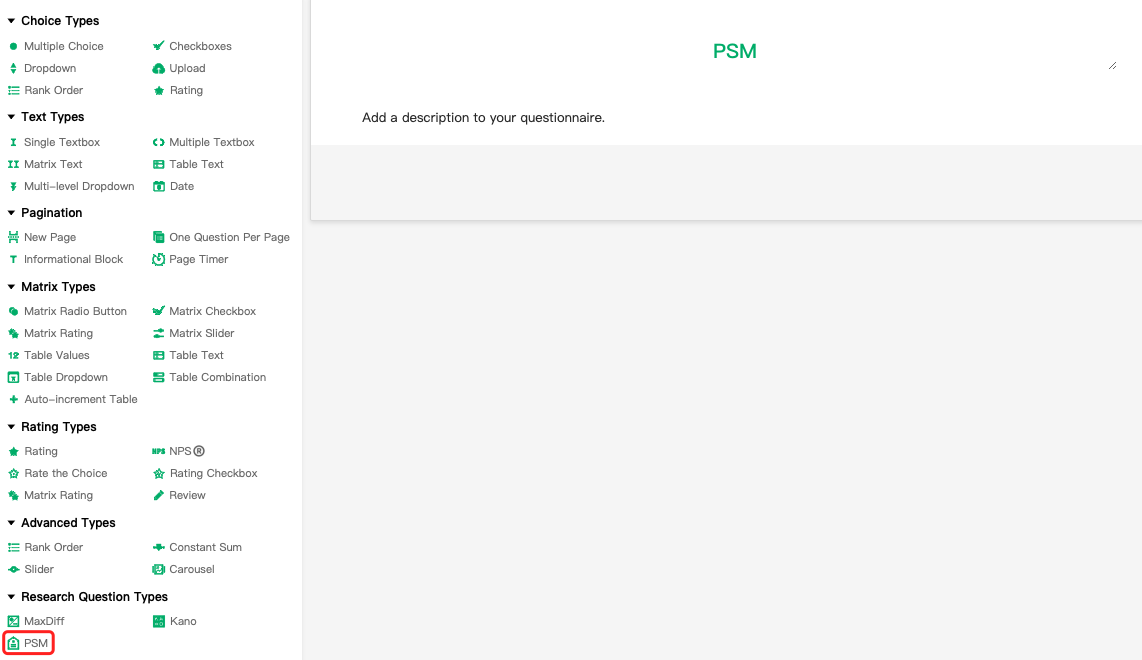 Choice Types
Multiple Choice
Checkboxes
Dropdown
Upload
Rank Order
Rating
Text Types
Single Textbox
Multiple Textbox
Matrix Text
Table Text
Multi-level Dropdown
Date
Pagination
New Page
One Question Per Page
Informational Block
Page Timer
Matrix Types
Matrix Radio Button
Matrix Checkbox
Matrix Rating
Matrix Slider
Table Values
Table Text
Table Dropdown
Table Combination
Auto-increment Table
Rating Types
Rating
NPS®
Rate the Choice
Rating Checkbox
Matrix Rating
Review
Advanced Types
Rank Order
Constant Sum
Slider
Carousel
Research Question Types
MaxDiff
Kano
PSM
PSM
Add a description to your questionnaire.